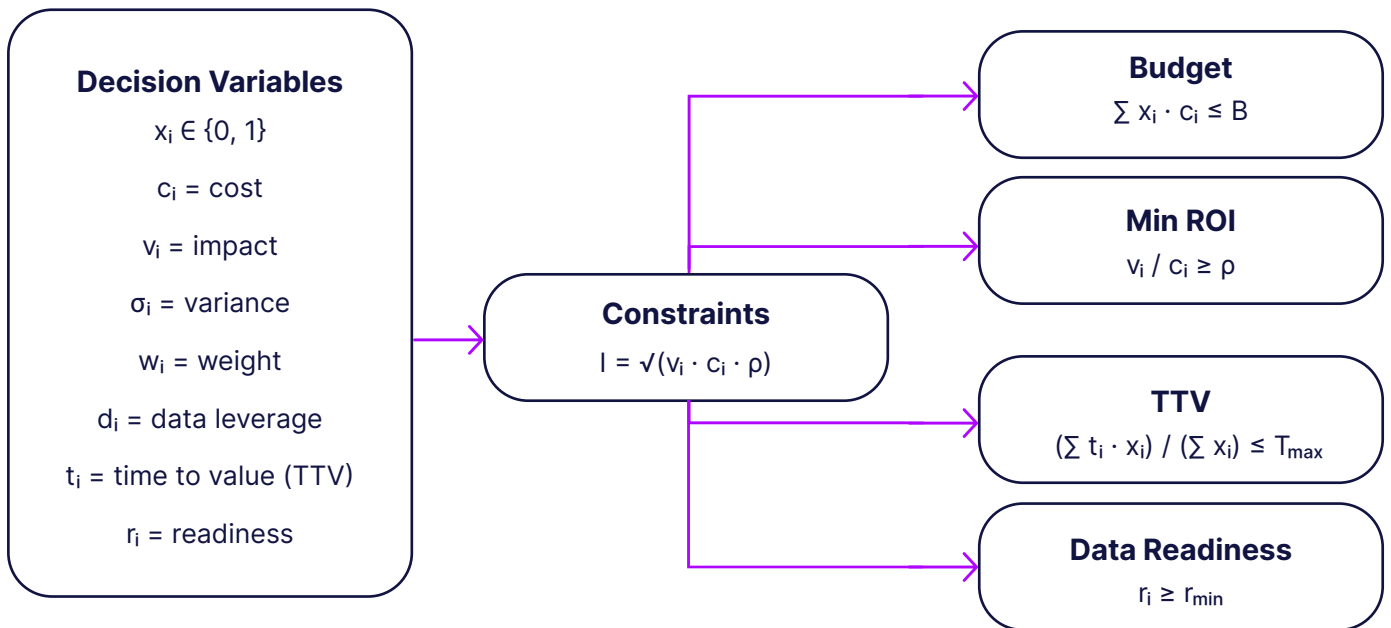 Decision Variables
xᵢ ∈ {0, 1}
cᵢ = cost
vᵢ = impact
σᵢ = variance
wᵢ = weight
dᵢ = data leverage
tᵢ = time to value (TTV)
rᵢ = readiness
Constraints
I = √(vᵢ · cᵢ · ρ)
Budget
∑ xᵢ · cᵢ ≤ B
Min ROI
vᵢ / cᵢ ≥ ρ
TTV
(∑ tᵢ · xᵢ) / (∑ xᵢ) ≤ Tₘₐₓ
Data Readiness
rᵢ ≥ rₘᵢₙ